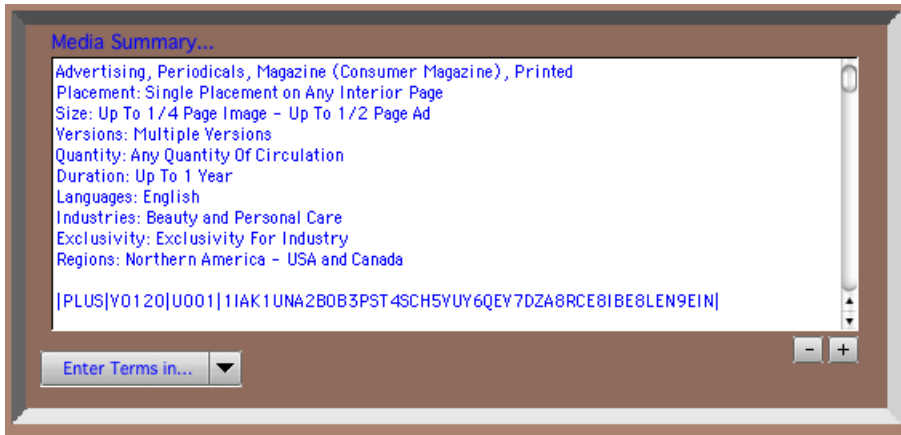 Media Summary...
Advertising, Periodicals, Magazine (Consumer Magazine), Printed
Placement: Single Placement on Any Interior Page
Size: Up To 1/4 Page Image - Up To 1/2 Page Ad
Versions: Multiple Versions
Quantity: Any Quantity Of Circulation
Duration: Up To 1 Year
Languages: English
Industries: Beauty and Personal Care
Exclusivity: Exclusivity For Industry
Regions: Northern America - USA and Canada
|PLUS|V0120|U001|1IAK1UNA2B0B3PST4SCH5VUY6QEV7DZA8RCE8IBE8LEN9EIN|
- +
Enter Terms in...